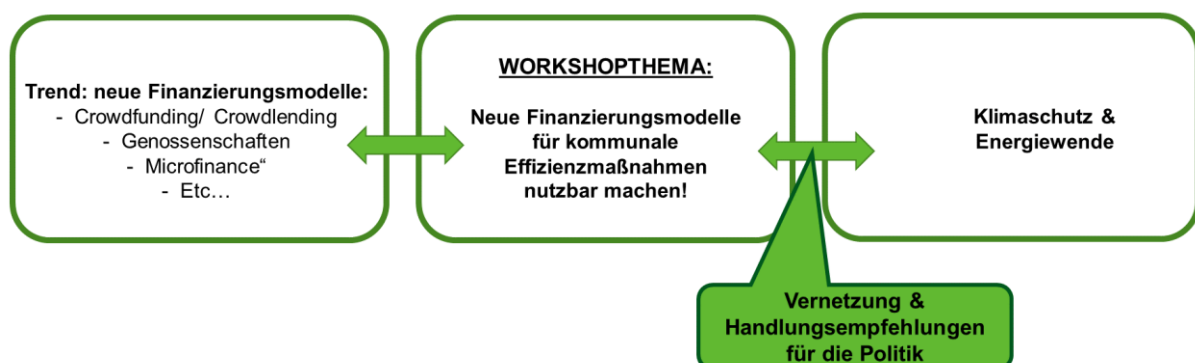 Trend: neue Finanzierungsmodelle:
- Crowdfunding/ Crowdlending
- Genossenschaften
- Microfinance“
- Etc…
WORKSHOPTHEMA:
Neue Finanzierungsmodelle
für kommunale
Effizienzmaßnahmen
nutzbar machen!
Klimaschutz &
Energiewende
Vernetzung &
Handlungsempfehlungen
für die Politik